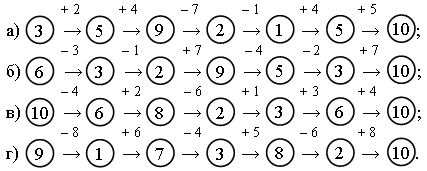 + 2 + 4 − 7 − 1 + 4 + 5
а) 3 → 5 → 9 → 2 → 1 → 5 → 10;
− 3 − 1 + 7 − 4 − 2 + 7
б) 6 → 3 → 2 → 9 → 5 → 3 → 10;
− 4 + 2 − 6 + 1 + 3 + 4
в) 10 → 6 → 8 → 2 → 3 → 6 → 10;
− 8 + 6 − 4 + 5 − 6 + 8
г) 9 → 1 → 7 → 3 → 8 → 2 → 10.